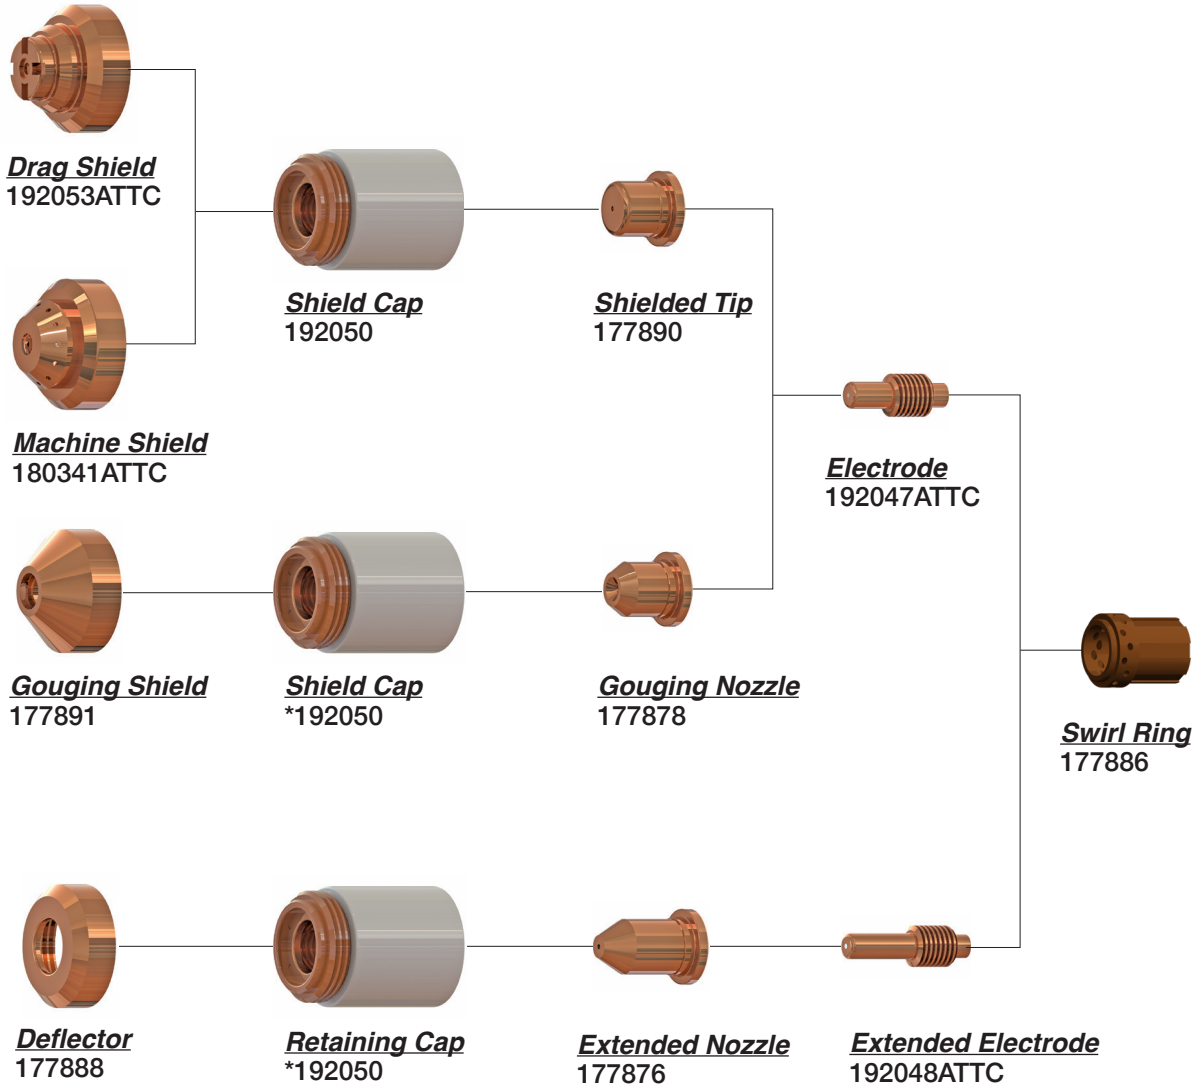 Drag Shield
192053ATTC
Shield Cap
192050
Shielded Tip
177890
Machine Shield
180341ATTC
Electrode
192047ATTC
Gouging Shield
177891
Shield Cap
*192050
Gouging Nozzle
177878
Swirl Ring
177886
Deflector
177888
Retaining Cap
*192050
Extended Nozzle
177876
Extended Electrode
192048ATTC